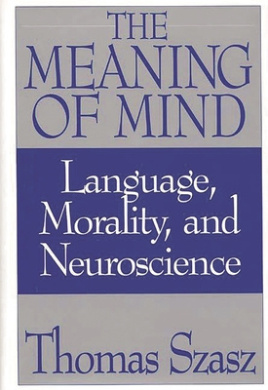 THE
MEANING
OF MIND
Language,
Morality, and
Neuroscience
Thomas Szasz